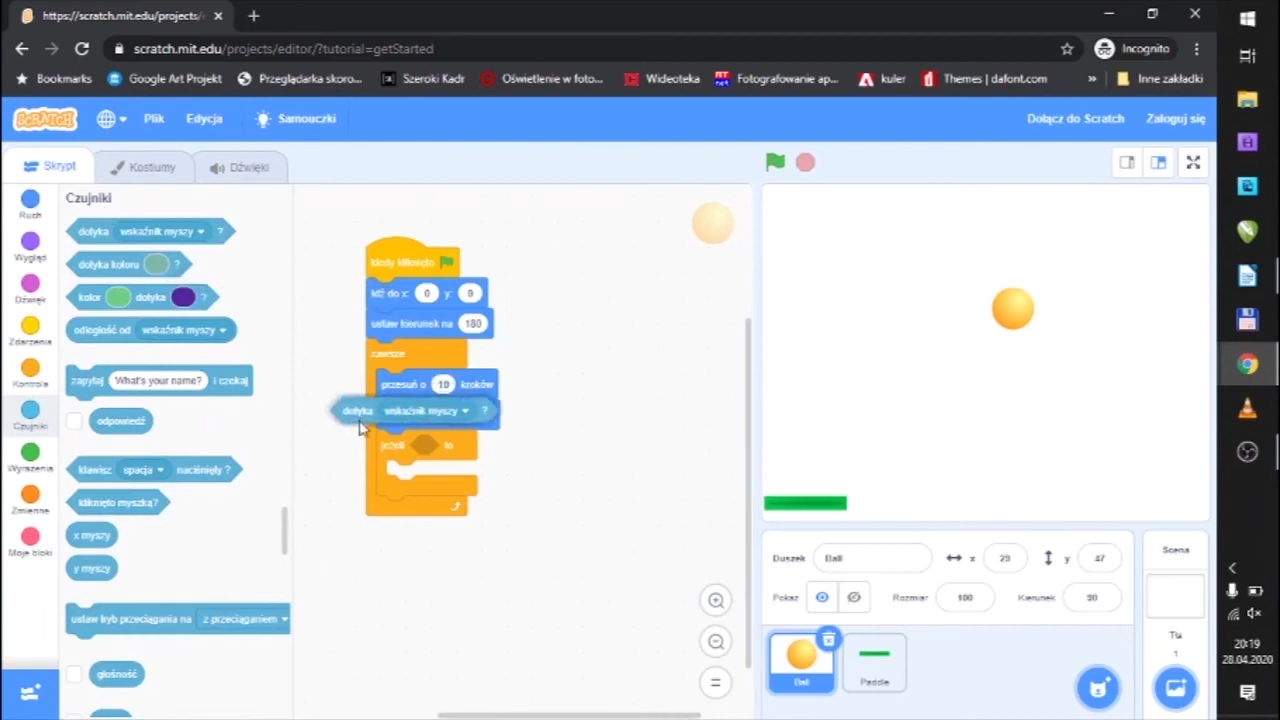 https://scratch.mit.edu/projects/e
scratch.mit.edu/projects/editor/?tutorial=getStarted
Incognito
Bookmarks
Google Art Projekt
Przeglądarka skoro...
Szeroki Kadr
Oświetlenie w foto...
Wideoteka
Fotografowanie ap...
kuler
Themes | dafont.com
»
Inne zakładki
SCRATCH
Plik
Edycja
Samouczki
Dołącz do Scratch
Zaloguj się
Skrypt
Kostiumy
Dźwięki
Ruch
Wygląd
Dźwięk
Zdarzenia
Kontrola
Czujniki
Wyrażenia
Zmienne
Moje bloki
Czujniki
dotyka wskaźnik myszy ?
dotyka koloru ?
kolor dotyka ?
odległość od wskaźnik myszy
zapytaj What's your name? i czekaj
odpowiedź
klawisz spacja naciśnięty ?
kliknięto myszką?
x myszy
y myszy
ustaw tryb przeciągania na z przeciąganiem
głośność
kiedy kliknięto
idź do x: 0 y: 0
ustaw kierunek na 180
zawsze
przesuń o 10 kroków
dotyka wskaźnik myszy ?
jeżeli to
Duszek
Ball
x 29
y 47
Pokaż
Rozmiar 100
Kierunek 90
Ball
Paddle
Scena
Tła
1
20:19
28.04.2020